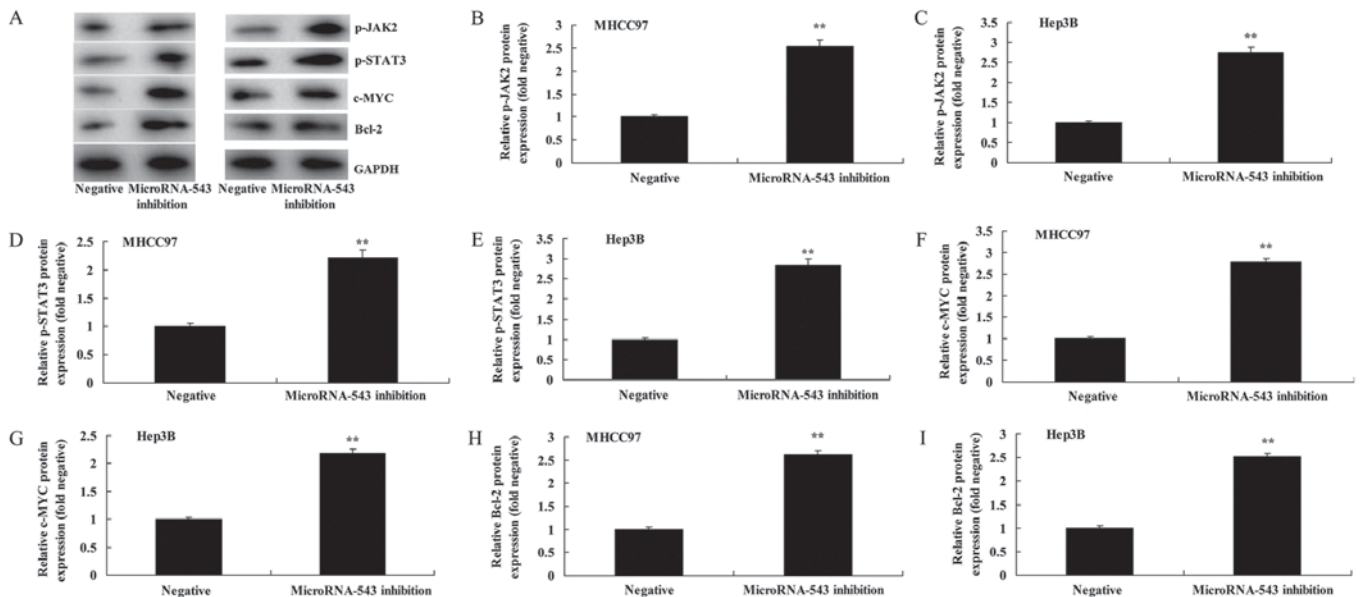 A
p-JAK2
p-STAT3
c-MYC
Bcl-2
GAPDH
Negative MicroRNA-543
inhibition
Negative MicroRNA-543
inhibition
B
MHCC97
Relative p-JAK2 protein
expression (fold negative)
3
2.5
2
1.5
1
0.5
0
**
Negative
MicroRNA-543 inhibition
C
Hep3B
Relative p-JAK2 protein
expression (fold negative)
3.5
3
2.5
2
1.5
1
0.5
0
**
Negative
MicroRNA-543 inhibition
D
MHCC97
Relative p-STAT3 protein
expression (fold negative)
2.5
2
1.5
1
0.5
0
**
Negative
MicroRNA-543 inhibition
E
Hep3B
Relative p-STAT3 protein
expression (fold negative)
3.5
3
2.5
2
1.5
1
0.5
0
**
Negative
MicroRNA-543 inhibition
F
MHCC97
Relative c-MYC protein
expression (fold negative)
3.5
3
2.5
2
1.5
1
0.5
0
**
Negative
MicroRNA-543 inhibition
G
Hep3B
Relative c-MYC protein
expression (fold negative)
2.5
2
1.5
1
0.5
0
**
Negative
MicroRNA-543 inhibition
H
MHCC97
Relative Bcl-2 protein
expression (fold negative)
3
2.5
2
1.5
1
0.5
0
**
Negative
MicroRNA-543 inhibition
I
Hep3B
Relative Bcl-2 protein
expression (fold negative)
3
2.5
2
1.5
1
0.5
0
**
Negative
MicroRNA-543 inhibition